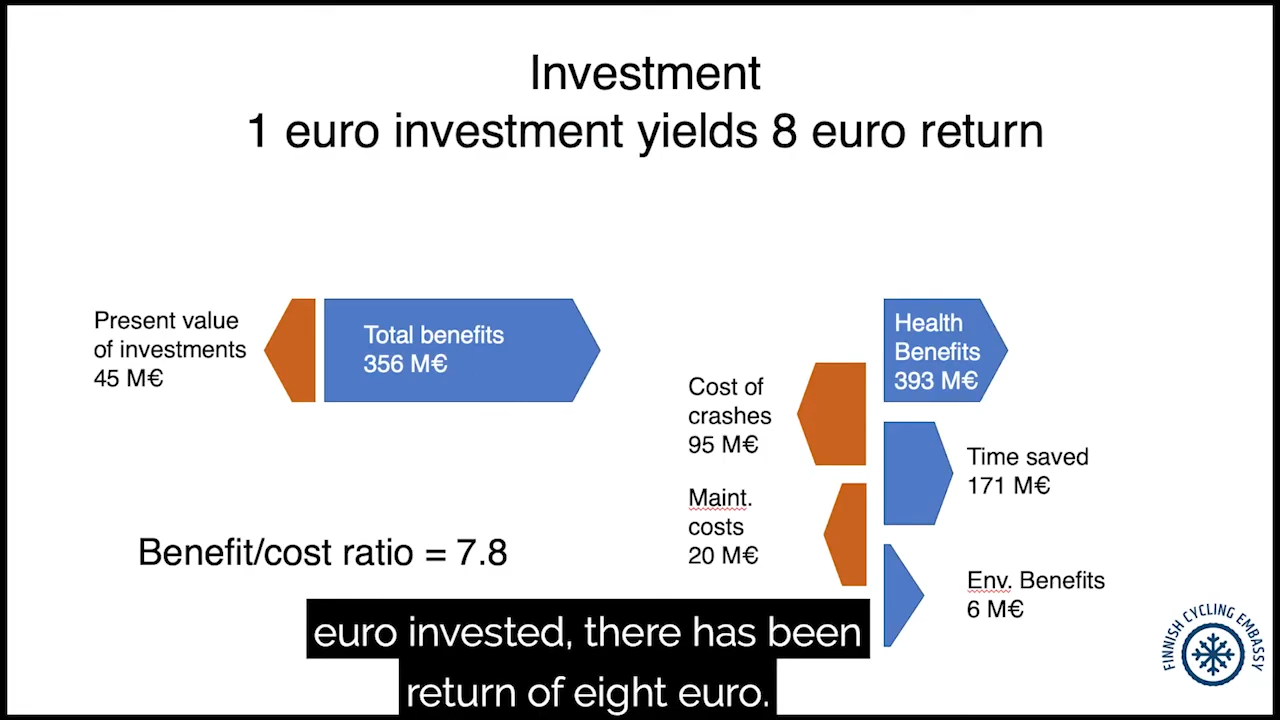 Investment
1 euro investment yields 8 euro return
Present value
of investments
45 M€
Total benefits
356 M€
Health
Benefits
393 M€
Cost of
crashes
95 M€
Time saved
171 M€
Maint.
costs
20 M€
Env. Benefits
6 M€
Benefit/cost ratio = 7.8
FINNISH CYCLING EMBASSY
euro invested, there has been
return of eight euro.